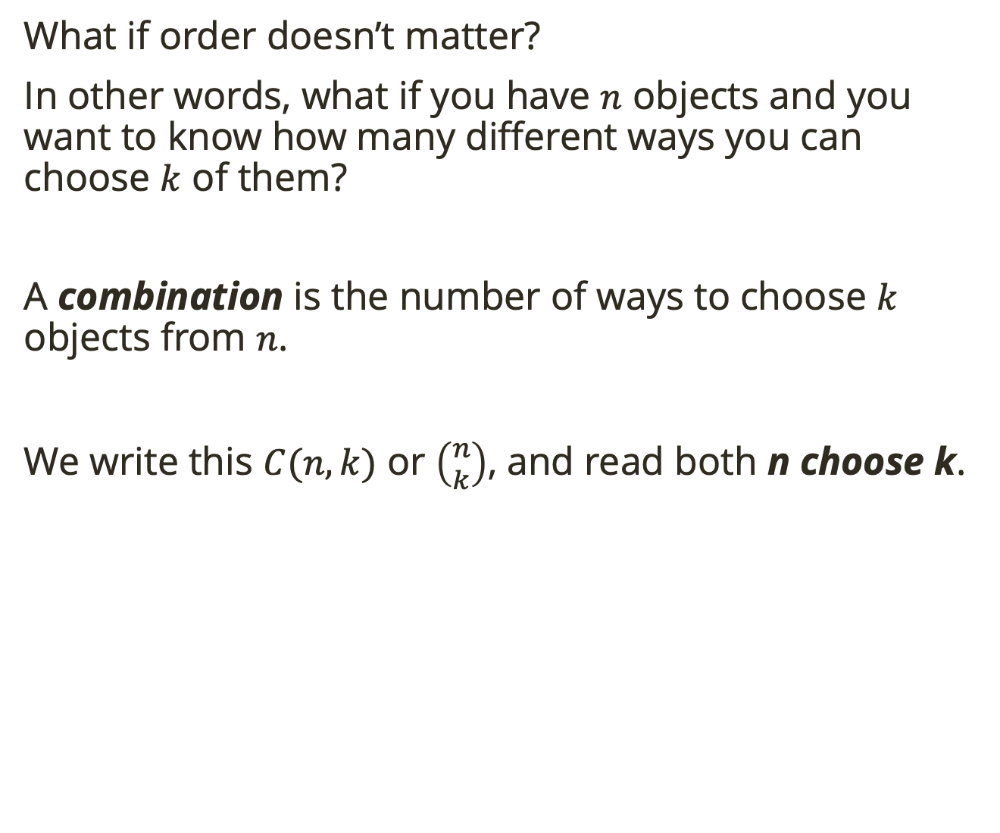 What if order doesn’t matter?
In other words, what if you have n objects and you
want to know how many different ways you can
choose k of them?
A combination is the number of ways to choose k
objects from n.
We write this C(n, k) or (n k), and read both n choose k.